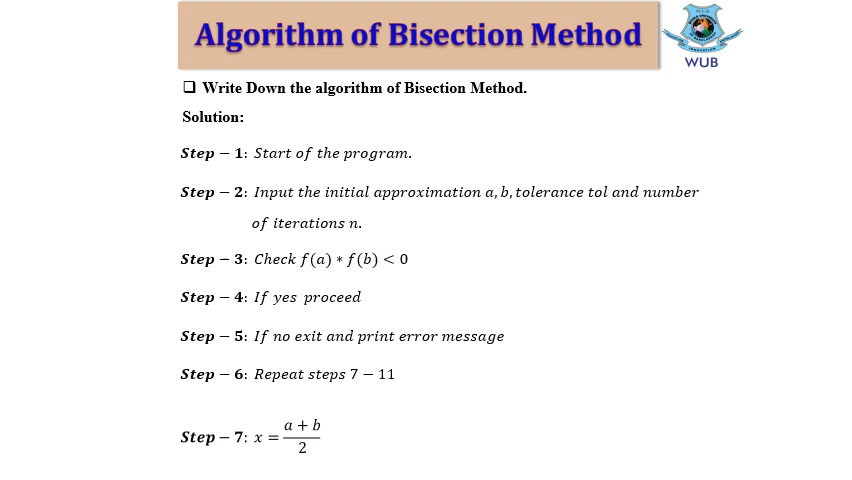 Algorithm of Bisection Method
WUB
❑ Write Down the algorithm of Bisection Method.
Solution:
Step − 1: Start of the program.
Step − 2: Input the initial approximation a, b, tolerance tol and number
of iterations n.
Step − 3: Check f(a) ∗ f(b) < 0
Step − 4: If yes proceed
Step − 5: If no exit and print error message
Step − 6: Repeat steps 7 − 11
Step − 7: x = (a + b)/2